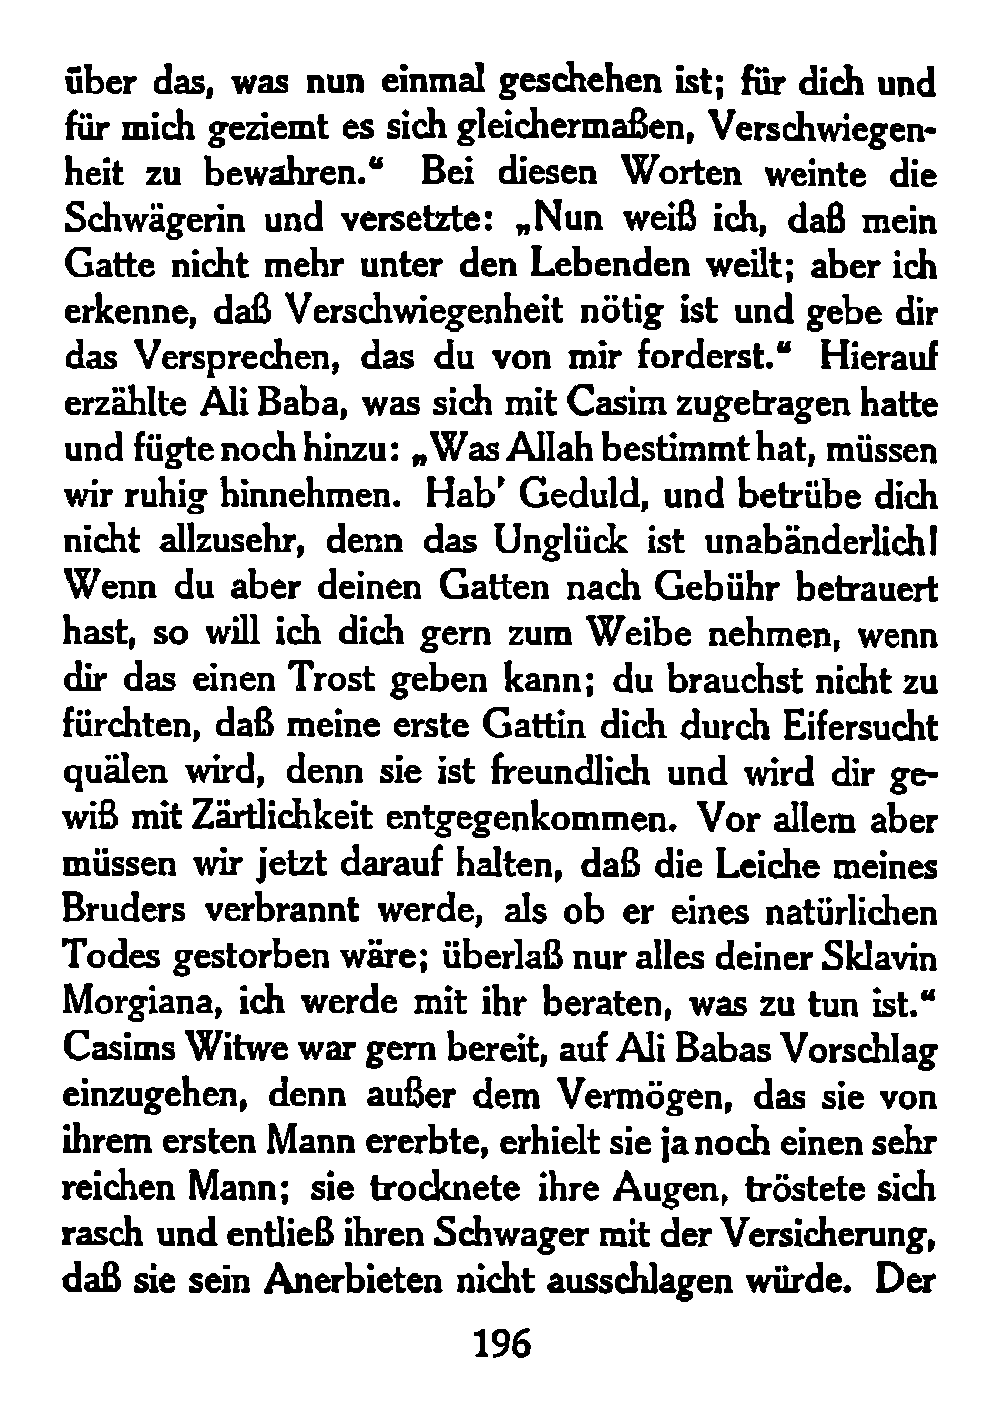 über das, was nun einmal geschehen ist; für dich und
für mich geziemt es sich gleichermaßen, Verschwiegen-
heit zu bewahren.“ Bei diesen Worten weinte die
Schwägerin und versetzte: „Nun weiß ich, daß mein
Gatte nicht mehr unter den Lebenden weilt; aber ich
erkenne, daß Verschwiegenheit nötig ist und gebe dir
das Versprechen, das du von mir forderst.“ Hierauf
erzählte Ali Baba, was sich mit Casim zugetragen hatte
und fügte noch hinzu: „Was Allah bestimmt hat, müssen
wir ruhig hinnehmen. Hab' Geduld, und betrübe dich
nicht allzusehr, denn das Unglück ist unabänderlich!
Wenn du aber deinen Gatten nach Gebühr betrauert
hast, so will ich dich gern zum Weibe nehmen, wenn
dir das einen Trost geben kann; du brauchst nicht zu
fürchten, daß meine erste Gattin dich durch Eifersucht
quälen wird, denn sie ist freundlich und wird dir ge-
wiß mit Zärtlichkeit entgegenkommen. Vor allem aber
müssen wir jetzt darauf halten, daß die Leiche meines
Bruders verbrannt werde, als ob er eines natürlichen
Todes gestorben wäre; überlaß nur alles deiner Sklavin
Morgiana, ich werde mit ihr beraten, was zu tun ist.“
Casims Witwe war gern bereit, auf Ali Babas Vorschlag
einzugehen, denn außer dem Vermögen, das sie von
ihrem ersten Mann ererbte, erhielt sie ja noch einen sehr
reichen Mann; sie trocknete ihre Augen, tröstete sich
rasch und entließ ihren Schwager mit der Versicherung,
daß sie sein Anerbieten nicht ausschlagen würde. Der
196